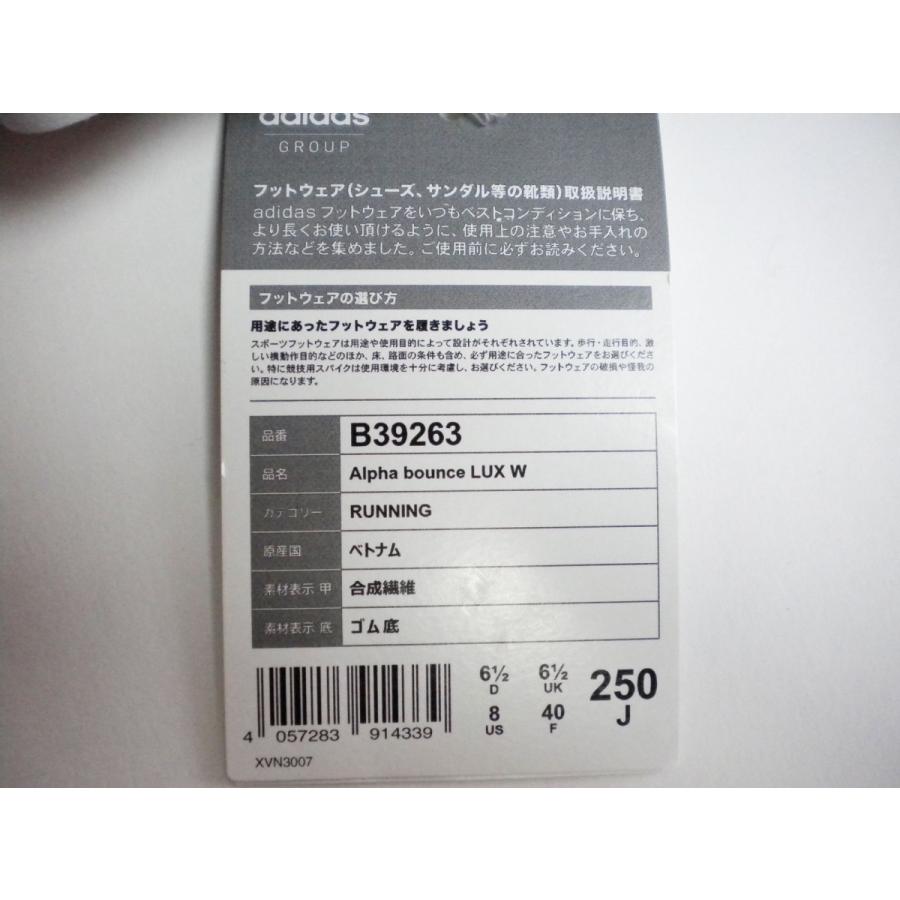 adidas
GROUP
フットウェア(シューズ、サンダル等の靴類)取扱説明書
adidas フットウェアをいつもベストコンディションに保ち、
より長くお使い頂けるように、使用上の注意やお手入れの
方法などを集めました。ご使用前に必ずお読みください。
フットウェアの選び方
用途にあったフットウェアを履きましょう
スポーツフットウェアは用途や使用目的によって設計がそれぞれされています。歩行・走行目的、激
しい機動作目的などのほか、床、路面の条件も含め、必ず用途に合ったフットウェアをお選びくださ
い。特に競技用スパイクは使用環境を十分に考慮し、お選びください。フットウェアの破損や怪我の
原因になります。
品番 B39263
品名 Alpha bounce LUX W
カテゴリー RUNNING
原産国 ベトナム
素材表示 甲 合成繊維
素材表示 底 ゴム底
6½ 6½ 250
D UK J
8 40
US F
4 057283 914339
XVN3007